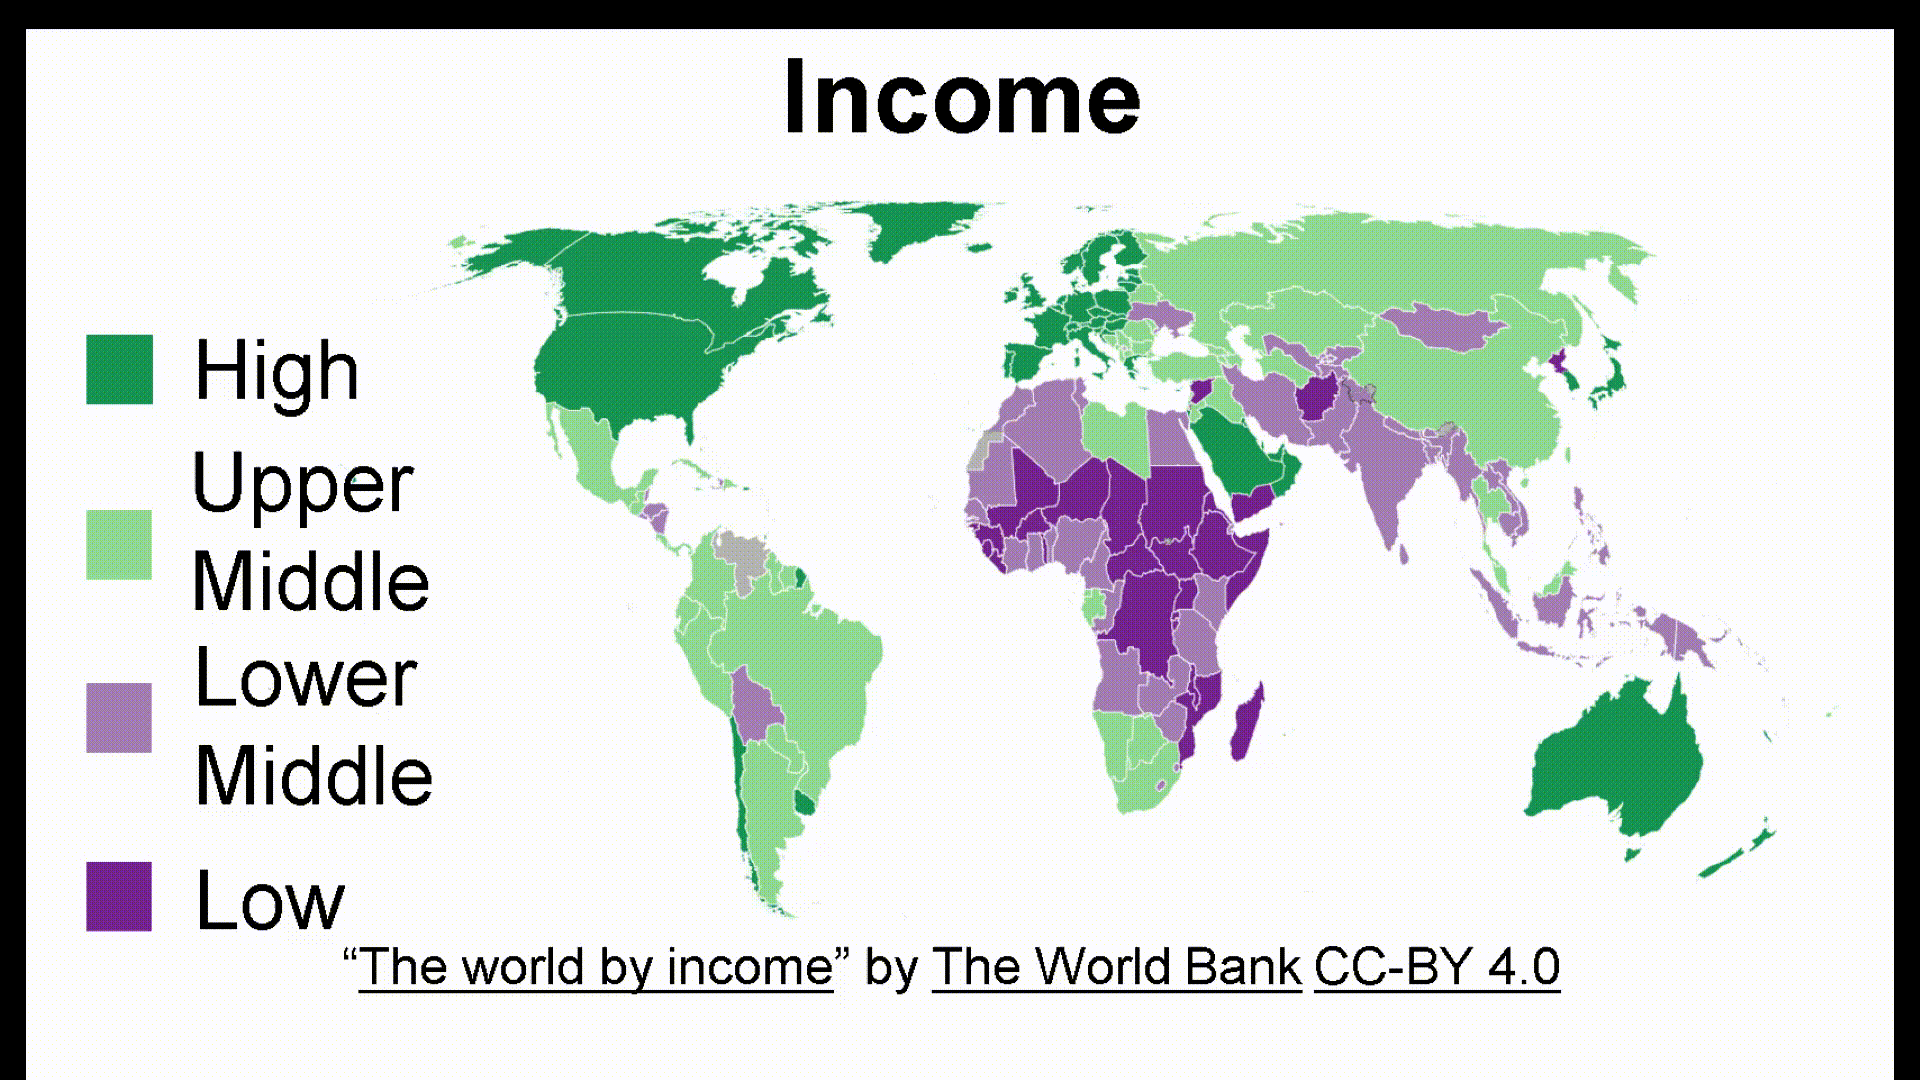 Income
High
Upper
Middle
Lower
Middle
Low
“The world by income” by The World Bank CC-BY 4.0